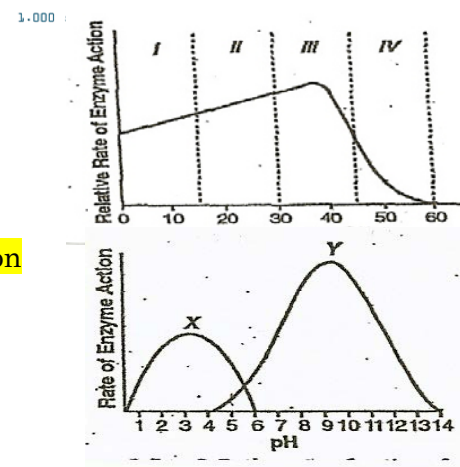 1.000
I II III IV
Relative Rate of Enzyme Action
0 10 20 30 40 50 60
on
X Y
Rate of Enzyme Action
1 2 3 4 5 6 7 8 9 10 11 12 13 14
pH